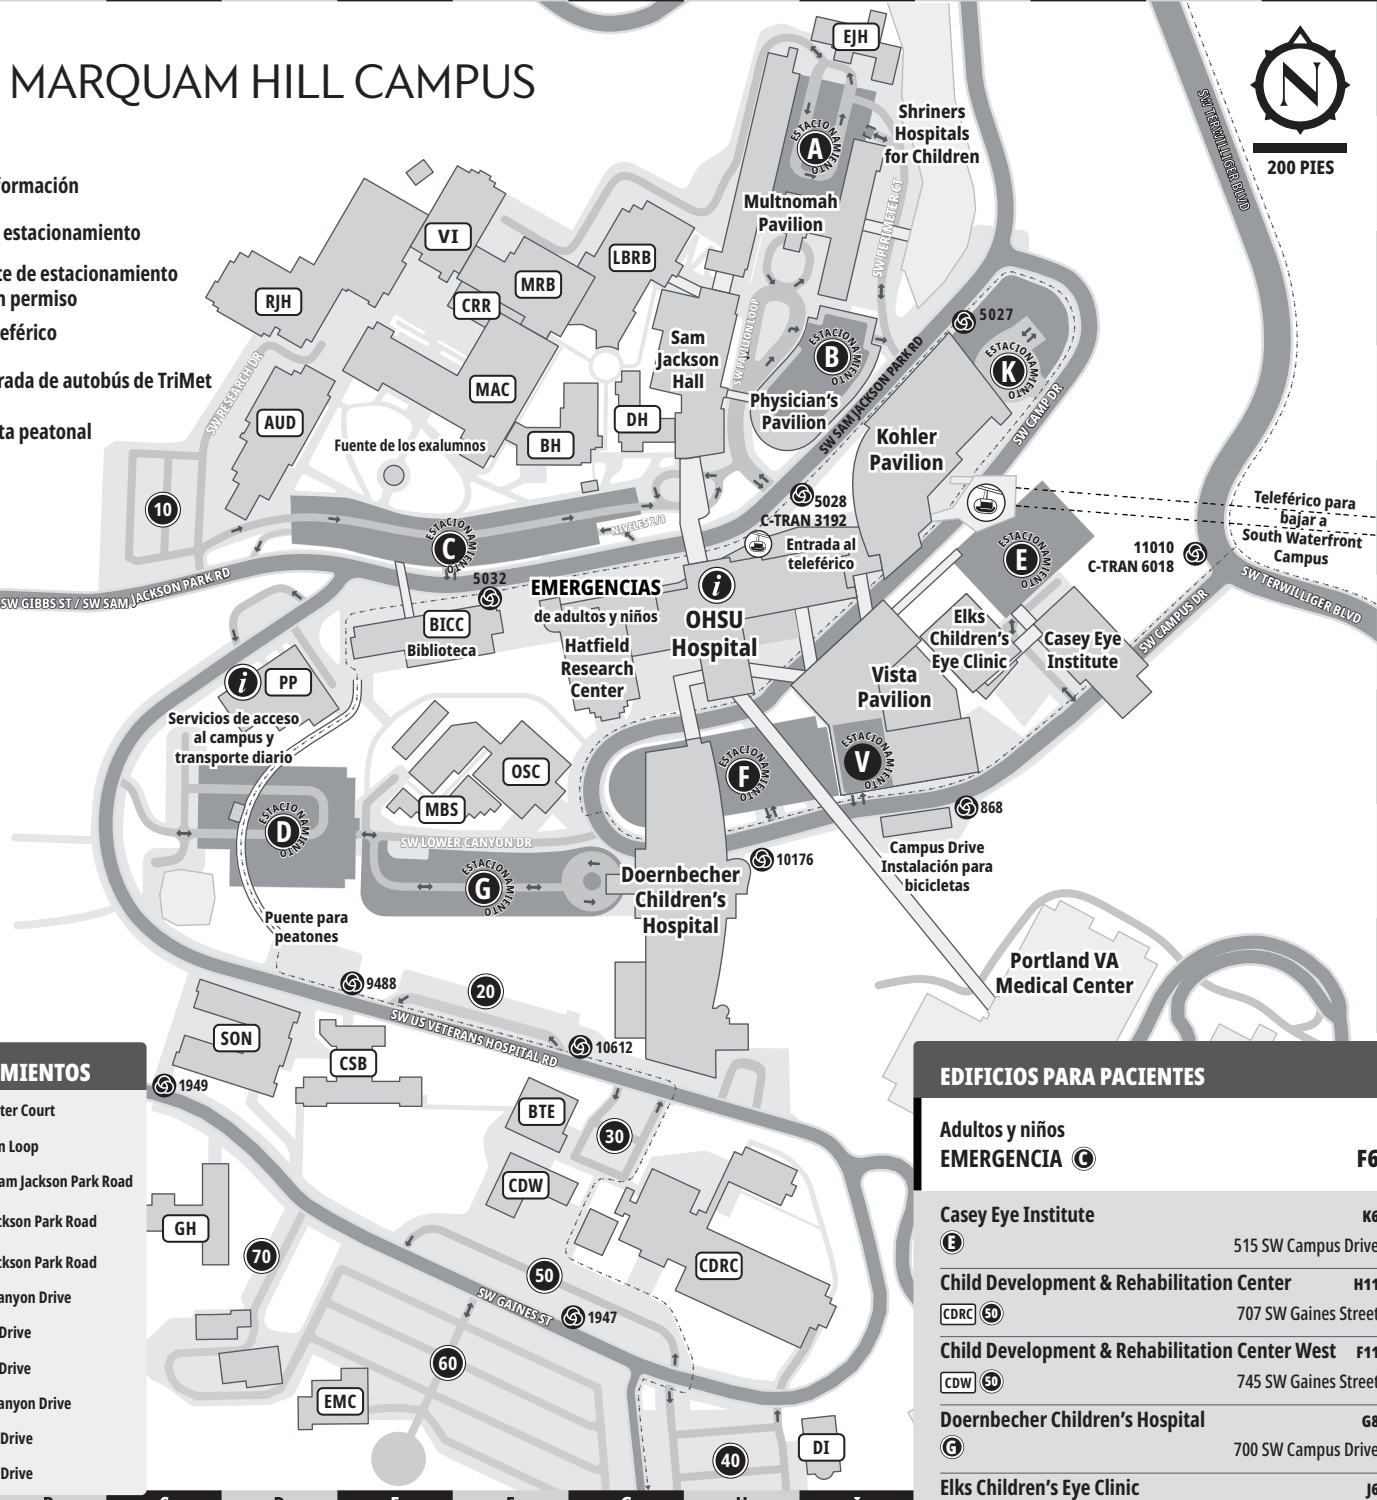 MARQUAM HILL CAMPUS
N
200 PIES
formación
estacionamiento
te de estacionamiento
n permiso
eférico
rada de autobús de TriMet
ta peatonal
EJH
Shriners
Hospitals
for Children
ESTACIONAMIENTO
A
Multnomah
Pavilion
SW PERIMETER CT
SW TERWILLIGER BLVD
VI
LBRB
MRB
RJH
CRR
Sam
Jackson
Hall
SW PAVILION LOOP
ESTACIONAMIENTO
B
Physician's
Pavilion
SW SAM JACKSON PARK RD
5027
ESTACIONAMIENTO
K
SW CAMP DR
Kohler
Pavilion
SW RESEARCH DR
MAC
AUD
DH
BH
Fuente de los exalumnos
10
ESTACIONAMIENTO
C
NIVELES 2/3
5028
C-TRAN 3192
Entrada al
teleférico
Teleférico para
bajar a
South Waterfront
Campus
11010
C-TRAN 6018
ESTACIONAMIENTO
E
SW TERWILLIGER BLVD
SW CAMPUS DR
SW GIBBS ST / SW SAM JACKSON PARK RD
5032
EMERGENCIAS
de adultos y niños
BICC
Biblioteca
Hatfield
Research
Center
i
OHSU
Hospital
Elks
Children's
Eye Clinic
Casey Eye
Institute
Vista
Pavilion
i
PP
Servicios de acceso
al campus y
transporte diario
OSC
MBS
ESTACIONAMIENTO
F
ESTACIONAMIENTO
V
868
ESTACIONAMIENTO
D
SW LOWER CANYON DR
ESTACIONAMIENTO
G
10176
Campus Drive
Instalación para
bicicletas
Doernbecher
Children's
Hospital
Puente para
peatones
Portland VA
Medical Center
9488
20
SW US VETERANS HOSPITAL RD
10612
SON
CSB
1949
BTE
30
CDW
GH
70
CDRC
50
SW GAINES ST
1947
60
EMC
40
DI
MIENTOS
ter Court
n Loop
am Jackson Park Road
ckson Park Road
ckson Park Road
anyon Drive
Drive
Drive
anyon Drive
Drive
Drive
EDIFICIOS PARA PACIENTES
Adultos y niños
EMERGENCIA C F6
Casey Eye Institute K6
E 515 SW Campus Drive
Child Development & Rehabilitation Center H11
CDRC 50 707 SW Gaines Street
Child Development & Rehabilitation Center West F11
CDW 50 745 SW Gaines Street
Doernbecher Children's Hospital G8
G 700 SW Campus Drive
Elks Children's Eye Clinic J6